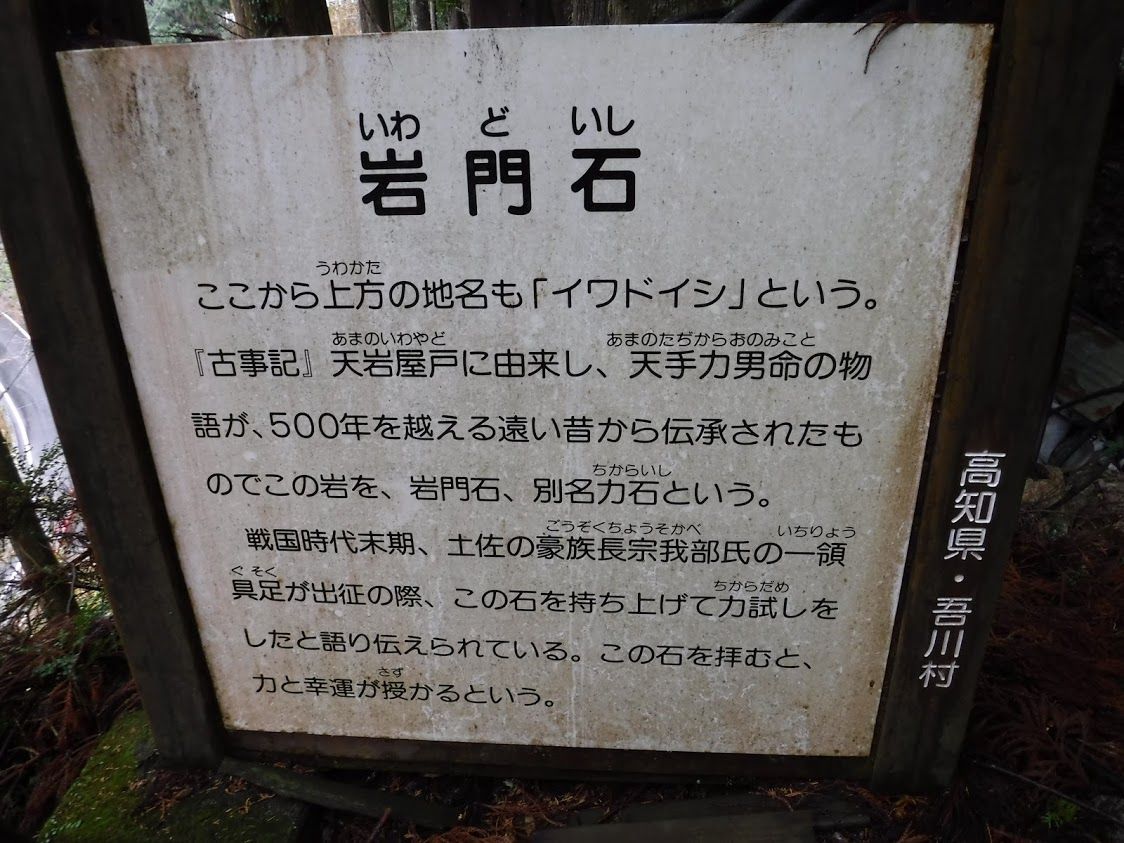 いわ ど いし
岩門石
うわかた
ここから上方の地名も「イワドイシ」という。
あまのいわやど あまのたぢからおのみこと
『古事記』天岩屋戸に由来し、天手力男命の物
語が、500年を越える遠い昔から伝承されたも
ちからいし
のでこの岩を、岩門石、別名力石という。
ごうぞくちょうそかべ いちりょう
戦国時代末期、土佐の豪族長宗我部氏の一領
ぐそく ちからだめ
具足が出征の際、この石を持ち上げて力試しを
したと語り伝えられている。この石を拝むと、
さず
力と幸運が授かるという。
高知県・吾川村